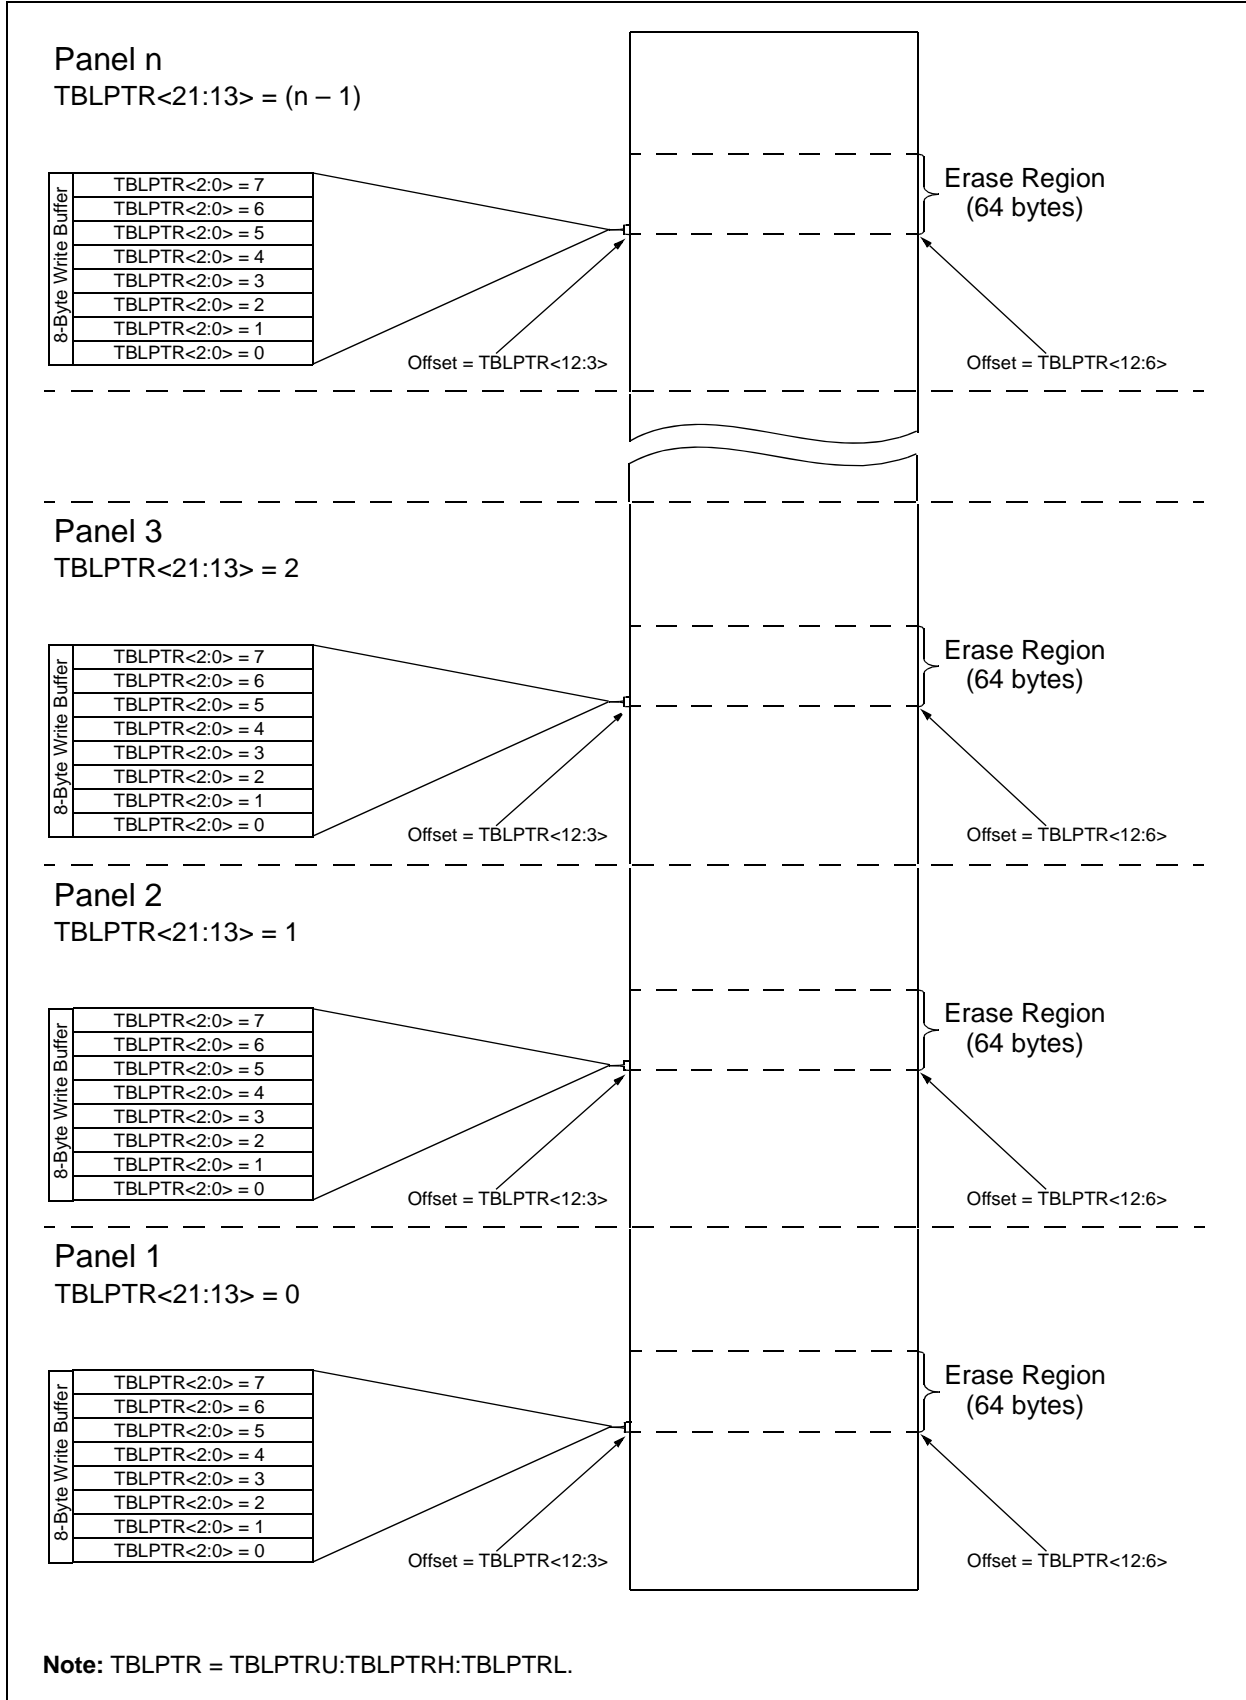 Panel n
TBLPTR<21:13> = (n – 1)
8-Byte Write Buffer
TBLPTR<2:0> = 7
TBLPTR<2:0> = 6
TBLPTR<2:0> = 5
TBLPTR<2:0> = 4
TBLPTR<2:0> = 3
TBLPTR<2:0> = 2
TBLPTR<2:0> = 1
TBLPTR<2:0> = 0
Offset = TBLPTR<12:3>
Erase Region
(64 bytes)
Offset = TBLPTR<12:6>
Panel 3
TBLPTR<21:13> = 2
8-Byte Write Buffer
TBLPTR<2:0> = 7
TBLPTR<2:0> = 6
TBLPTR<2:0> = 5
TBLPTR<2:0> = 4
TBLPTR<2:0> = 3
TBLPTR<2:0> = 2
TBLPTR<2:0> = 1
TBLPTR<2:0> = 0
Offset = TBLPTR<12:3>
Erase Region
(64 bytes)
Offset = TBLPTR<12:6>
Panel 2
TBLPTR<21:13> = 1
8-Byte Write Buffer
TBLPTR<2:0> = 7
TBLPTR<2:0> = 6
TBLPTR<2:0> = 5
TBLPTR<2:0> = 4
TBLPTR<2:0> = 3
TBLPTR<2:0> = 2
TBLPTR<2:0> = 1
TBLPTR<2:0> = 0
Offset = TBLPTR<12:3>
Erase Region
(64 bytes)
Offset = TBLPTR<12:6>
Panel 1
TBLPTR<21:13> = 0
8-Byte Write Buffer
TBLPTR<2:0> = 7
TBLPTR<2:0> = 6
TBLPTR<2:0> = 5
TBLPTR<2:0> = 4
TBLPTR<2:0> = 3
TBLPTR<2:0> = 2
TBLPTR<2:0> = 1
TBLPTR<2:0> = 0
Offset = TBLPTR<12:3>
Erase Region
(64 bytes)
Offset = TBLPTR<12:6>
Note: TBLPTR = TBLPTRU:TBLPTRH:TBLPTRL.